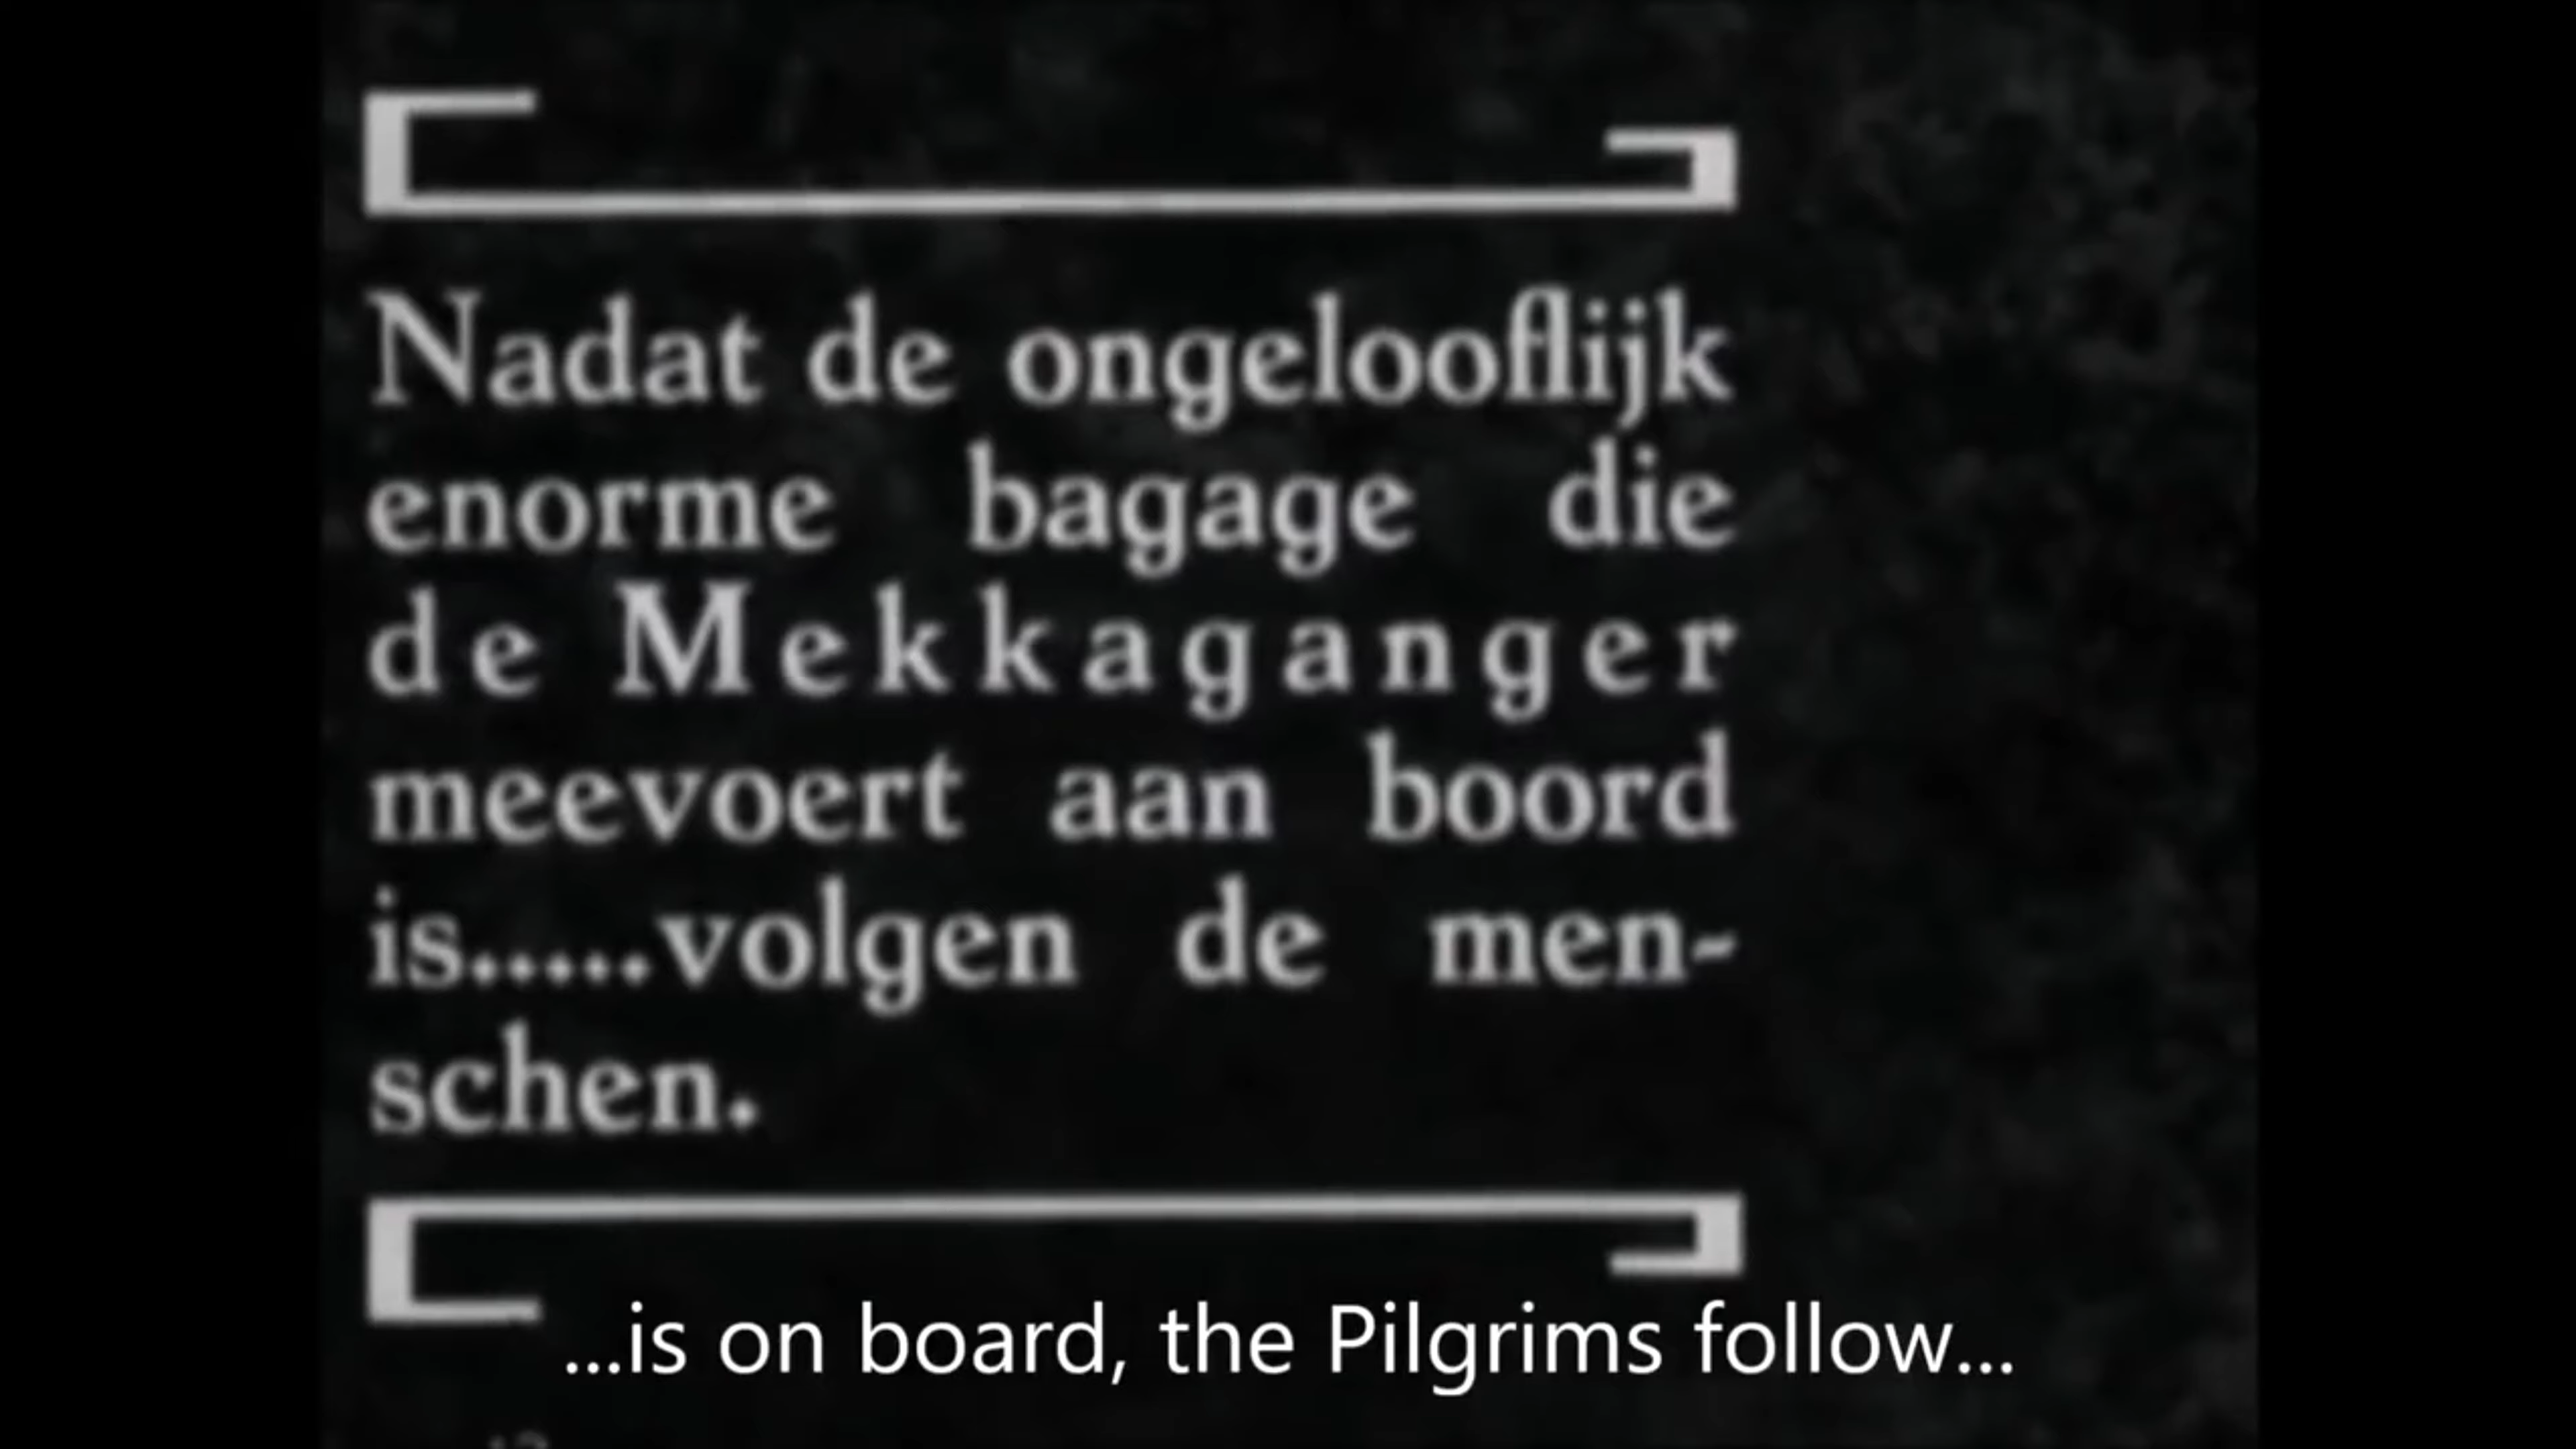 Nadat de ongelooflijk
enorme bagage die
de Mekkaganger
meevoert aan boord
is.....volgen de men-
schen.
...is on board, the Pilgrims follow...